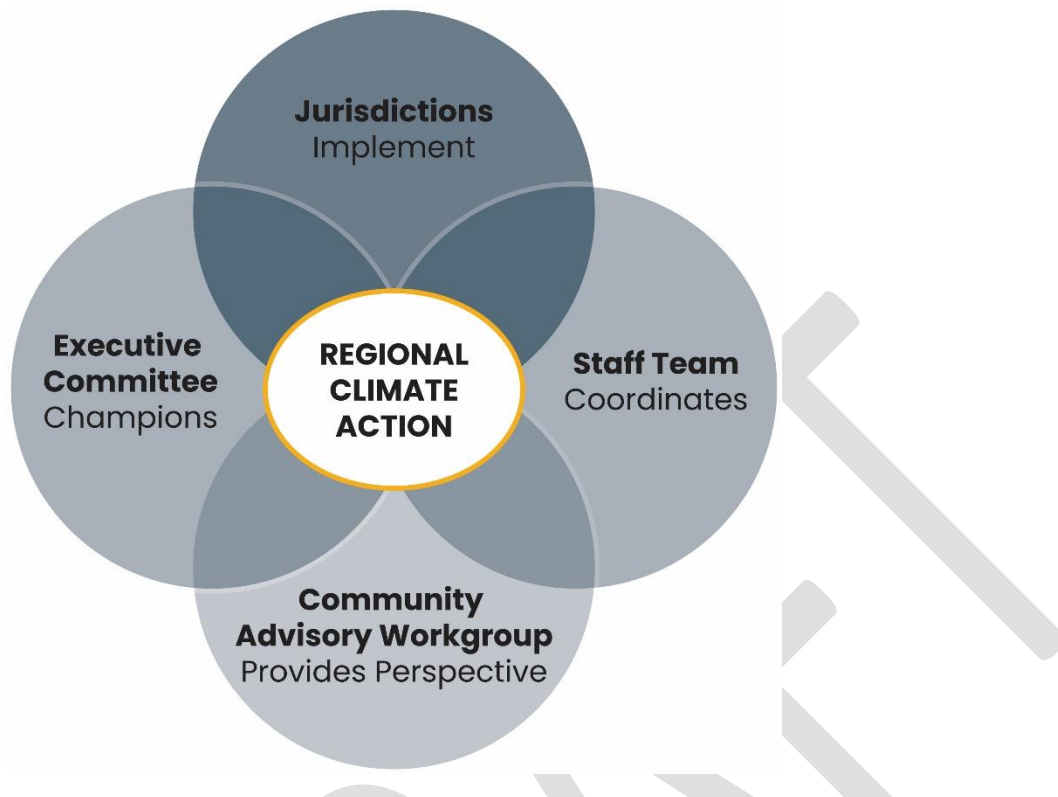 Jurisdictions
Implement
Executive
Committee
Champions
REGIONAL
CLIMATE
ACTION
Staff Team
Coordinates
Community
Advisory Workgroup
Provides Perspective